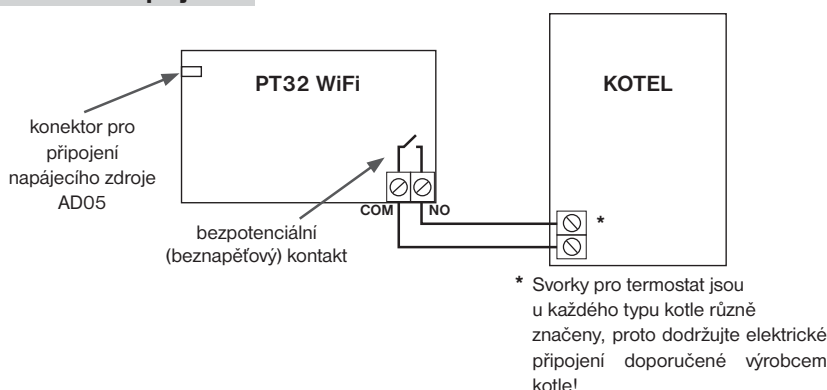 PT32 WiFi
KOTEL
konektor pro
připojení
napájecího zdroje
AD05
COM
NO
bezpotenciální
(beznapěťový) kontakt
*
* Svorky pro termostat jsou
u každého typu kotle různě
značeny, proto dodržujte elektrické
připojení doporučené výrobcem
kotle!